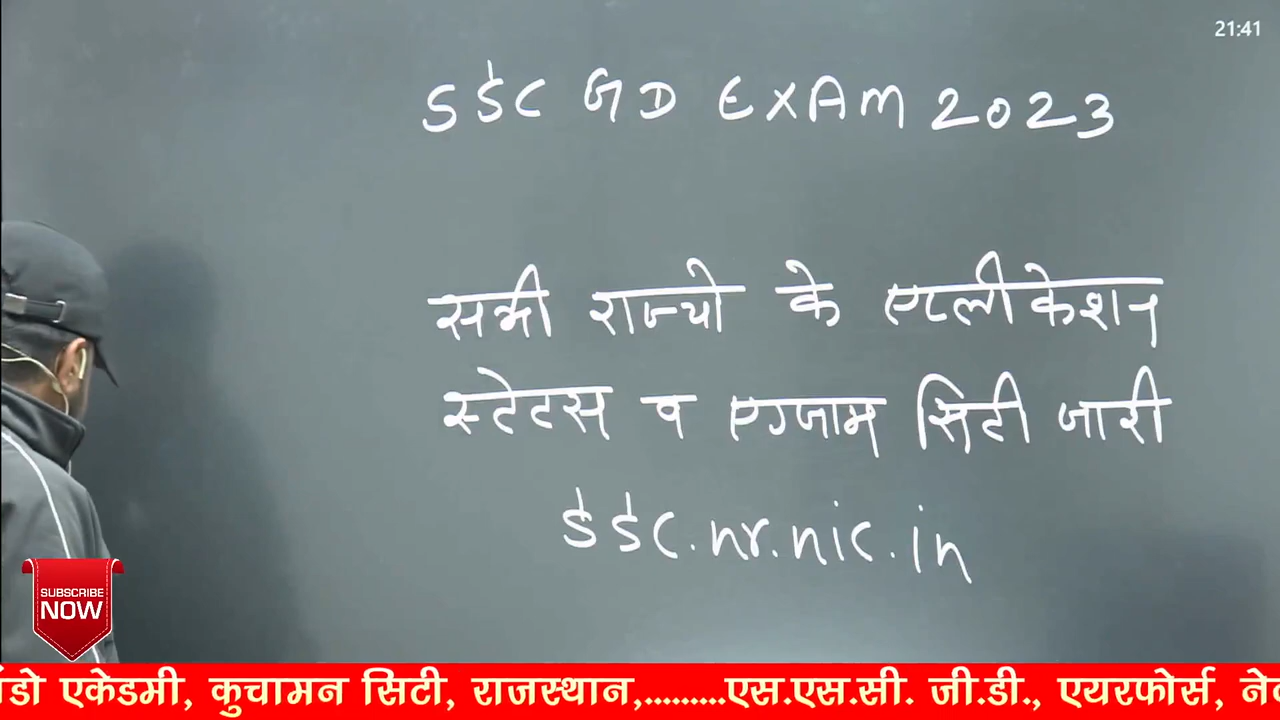 21:41
SSC GD EXAM 2023
सभी राज्यो के एप्लीकेशन
स्टेटस व एग्जाम सिटी जारी
SSC.nr.nic.in
SUBSCRIBE
NOW
एकेडमी, कुचामन सिटी, राजस्थान,..........एस.एस.सी. जी.डी., एयरफोर्स,